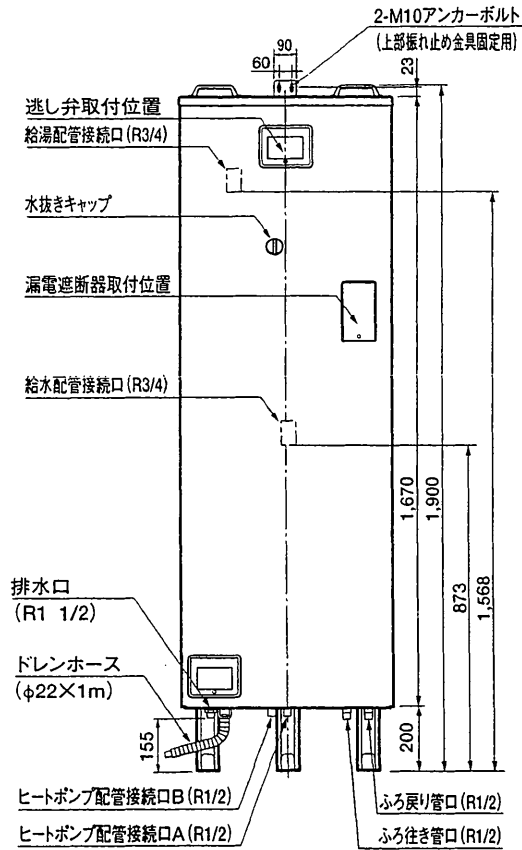 2-M10アンカーボルト
(上部振れ止め金具固定用)
90
60
23
逃し弁取付位置
給湯配管接続口(R3/4)
水抜きキャップ
漏電遮断器取付位置
給水配管接続口(R3/4)
1,670
1,900
873
1,568
排水口
(R1 1/2)
ドレンホース
(φ22×1m)
155
200
ヒートポンプ配管接続口B(R1/2)
ふろ戻り管口(R1/2)
ヒートポンプ配管接続口A(R1/2)
ふろ往き管口(R1/2)